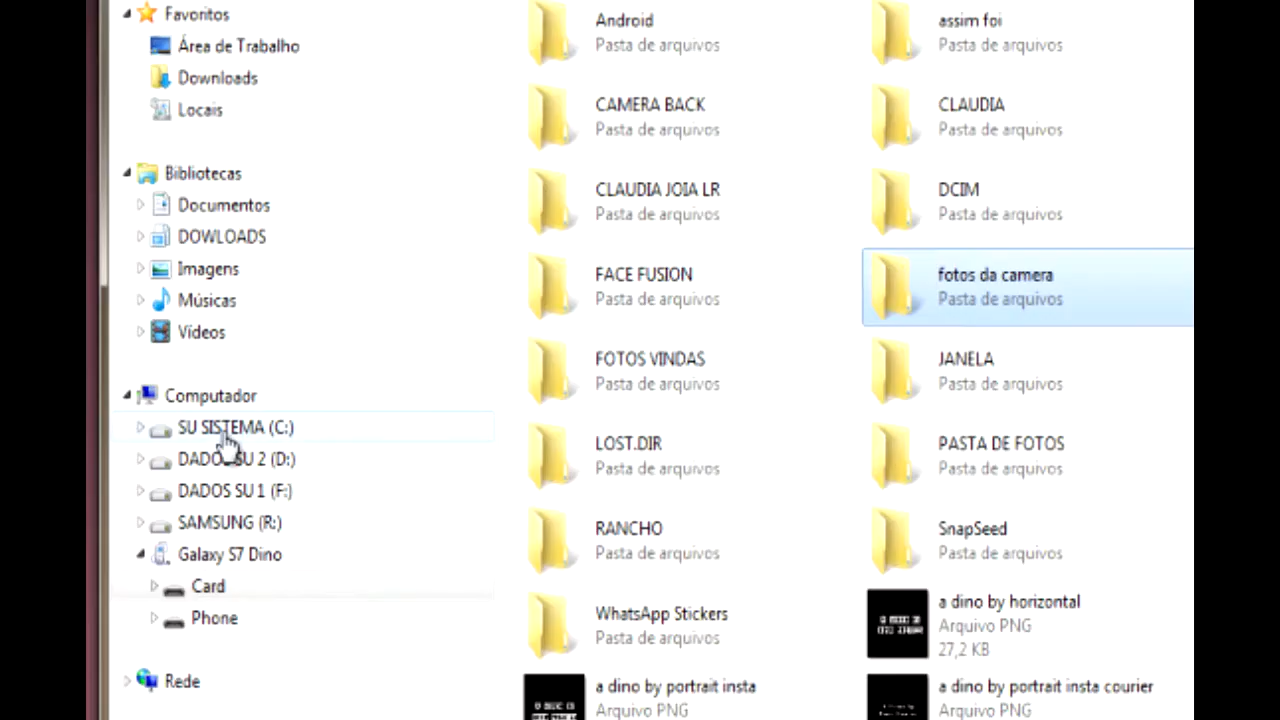 Favoritos
Área de Trabalho
Downloads
Locais
Bibliotecas
Documentos
DOWLOADS
Imagens
Músicas
Vídeos
Computador
SU SISTEMA (C:)
DADOS SU 2 (D:)
DADOS SU 1 (F:)
SAMSUNG (R:)
Galaxy S7 Dino
Card
Phone
Rede
Android
Pasta de arquivos
assim foi
Pasta de arquivos
CAMERA BACK
Pasta de arquivos
CLAUDIA
Pasta de arquivos
CLAUDIA JOIA LR
Pasta de arquivos
DCIM
Pasta de arquivos
FACE FUSION
Pasta de arquivos
fotos da camera
Pasta de arquivos
FOTOS VINDAS
Pasta de arquivos
JANELA
Pasta de arquivos
LOST.DIR
Pasta de arquivos
PASTA DE FOTOS
Pasta de arquivos
RANCHO
Pasta de arquivos
SnapSeed
Pasta de arquivos
WhatsApp Stickers
Pasta de arquivos
a dino by horizontal
Arquivo PNG
27,2 KB
a dino by portrait insta
Arquivo PNG
a dino by portrait insta courier
Arquivo PNG